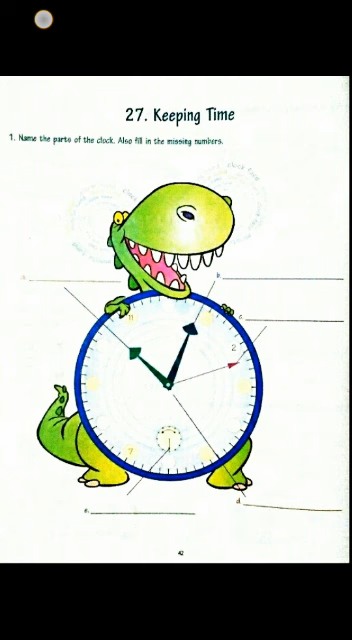 27. Keeping Time
1. Name the parts of the clock. Also fill in the missing numbers.
b.
c.
2
7
d.
e.
42